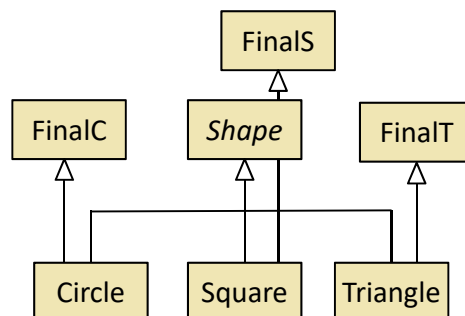 FinalS
FinalC
Shape
FinalT
Circle
Square
Triangle